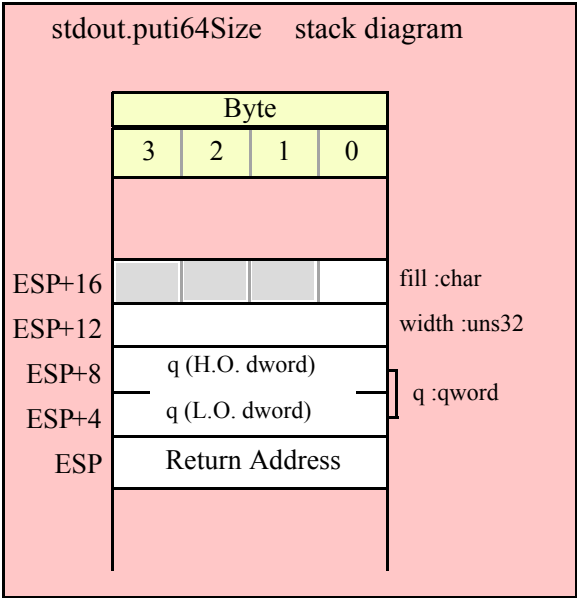 stdout.puti64Size stack diagram
Byte
3 2 1 0
ESP+16 fill :char
ESP+12 width :uns32
ESP+8 q (H.O. dword)
q :qword
ESP+4 q (L.O. dword)
ESP Return Address